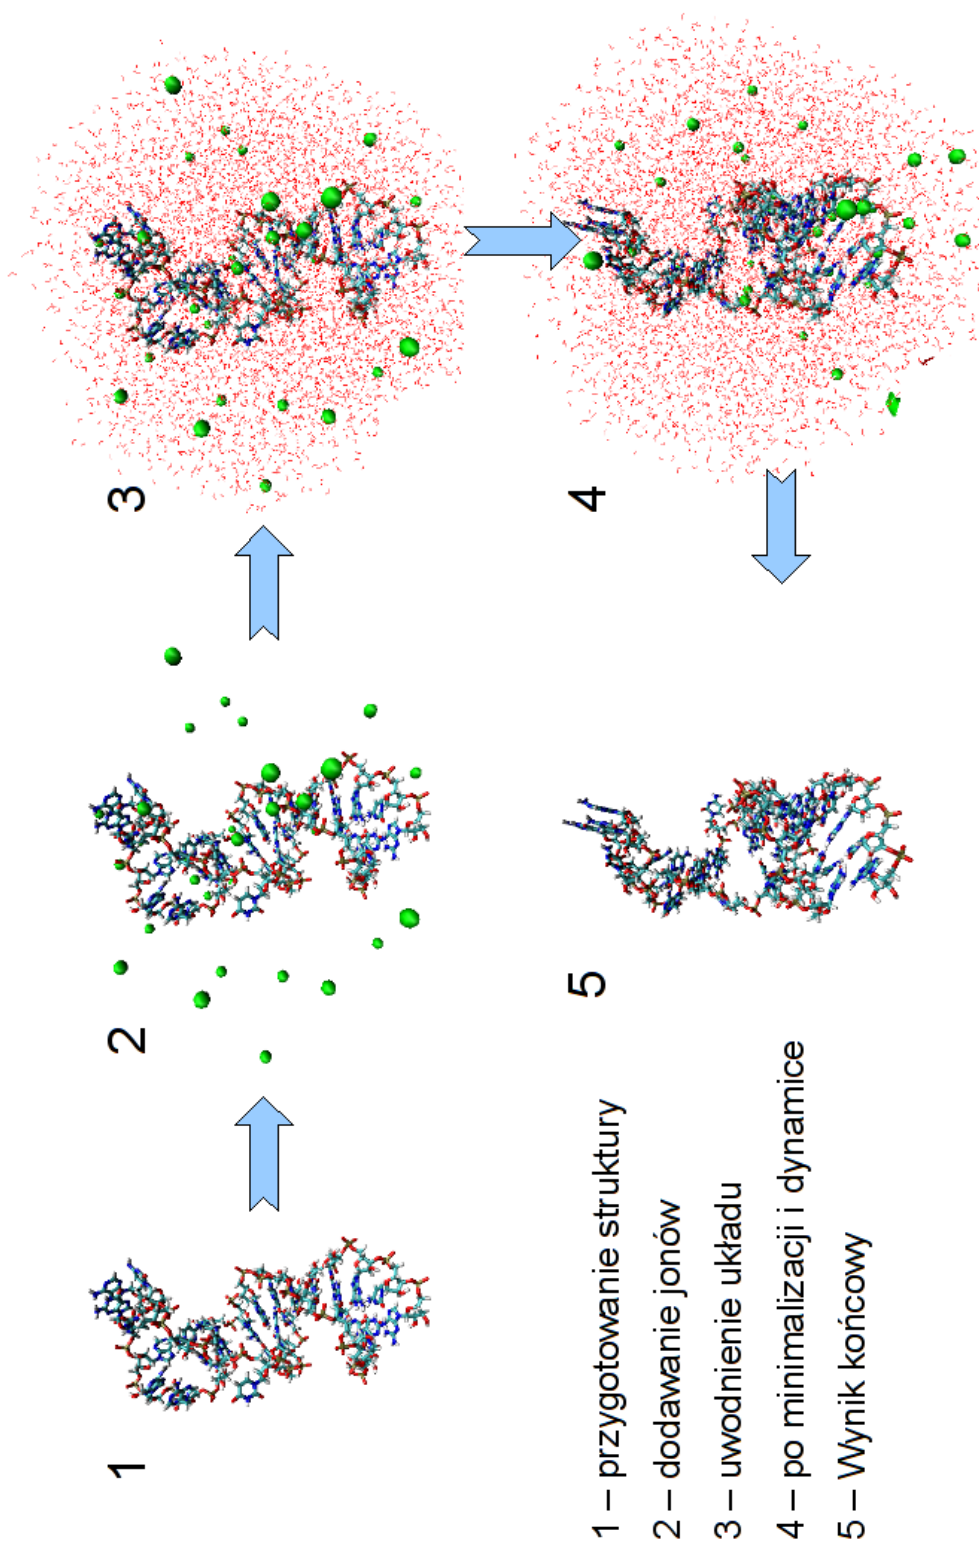 1
2
3
4
5
1 – przygotowanie struktury
2 – dodawanie jonów
3 – uwodnienie układu
4 – po minimalizacji i dynamice
5 – Wynik końcowy